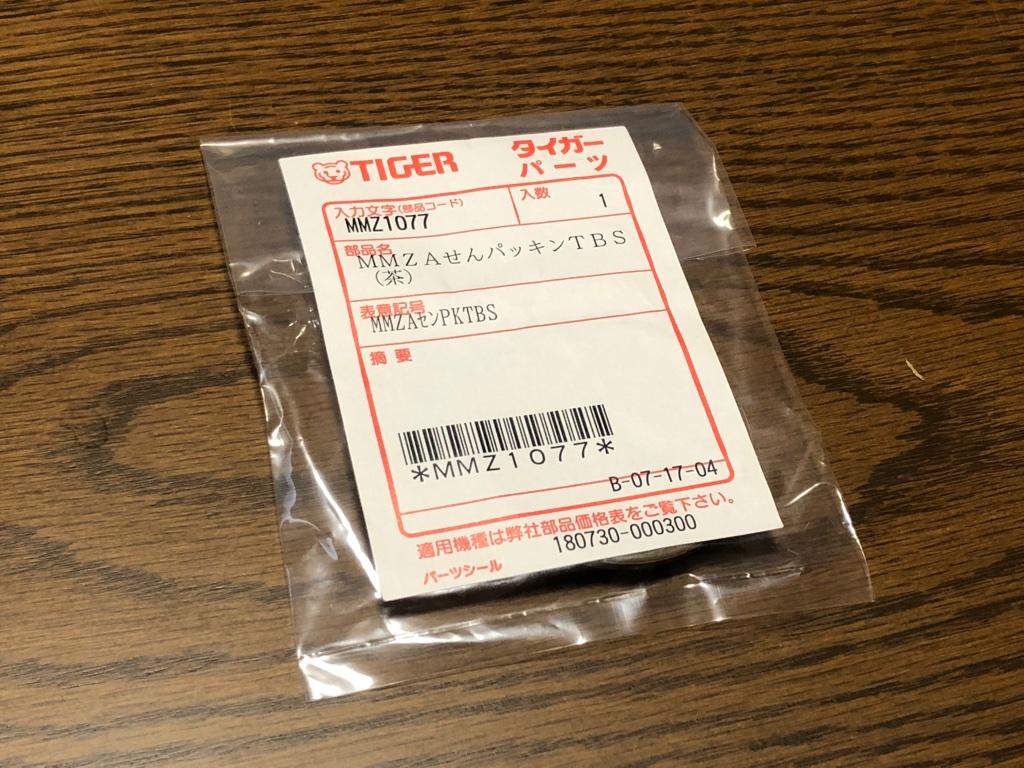 TIGER
タイガー
パーツ
入力文字(部品コード)
MMZ1077
入数
1
部品名
MMZAせんパッキンTBS
(茶)
表意記号
MMZAセンPKTBS
摘要
*MMZ1077*
B-07-17-04
適用機種は弊社部品価格表をご覧下さい。
180730-000300
パーツシール